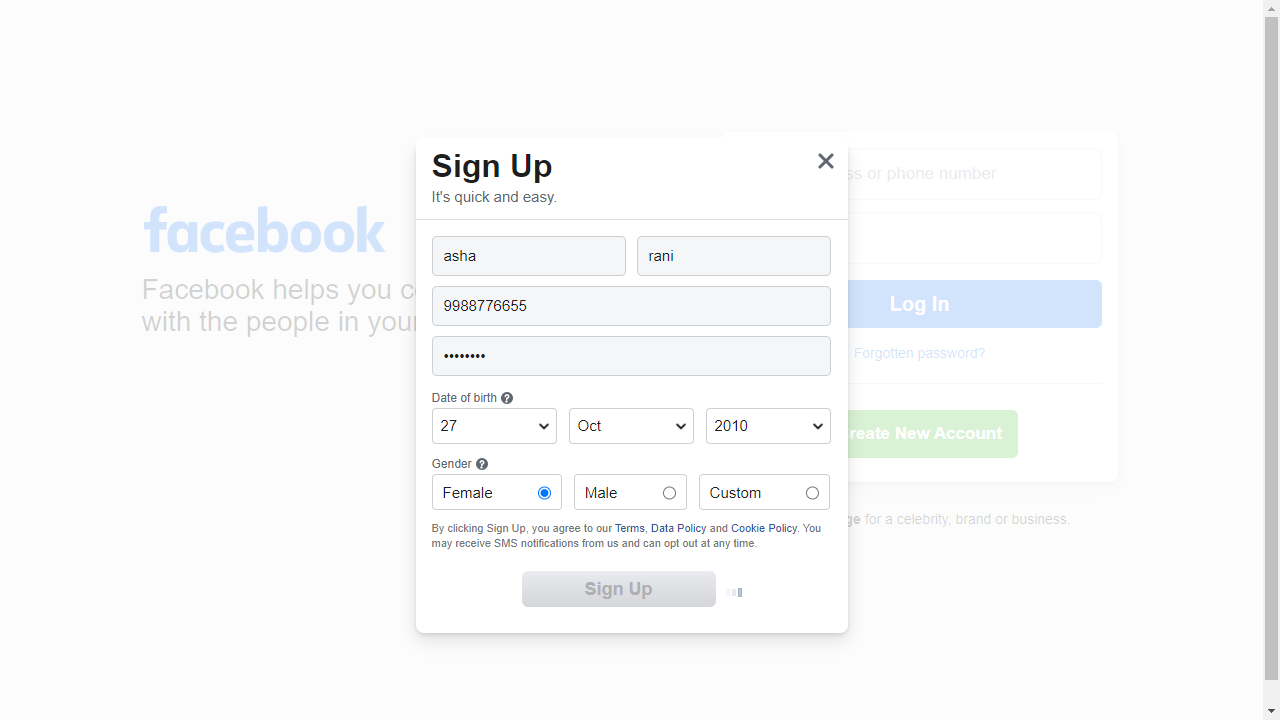 facebook
Facebook helps you c
with the people in your
Sign Up
It's quick and easy.
asha
rani
9988776655
••••••••
Date of birth
27
Oct
2010
Gender
Female
Male
Custom
By clicking Sign Up, you agree to our Terms, Data Policy and Cookie Policy. You
may receive SMS notifications from us and can opt out at any time.
Sign Up
ss or phone number
Log In
Forgotten password?
reate New Account
ge for a celebrity, brand or business.